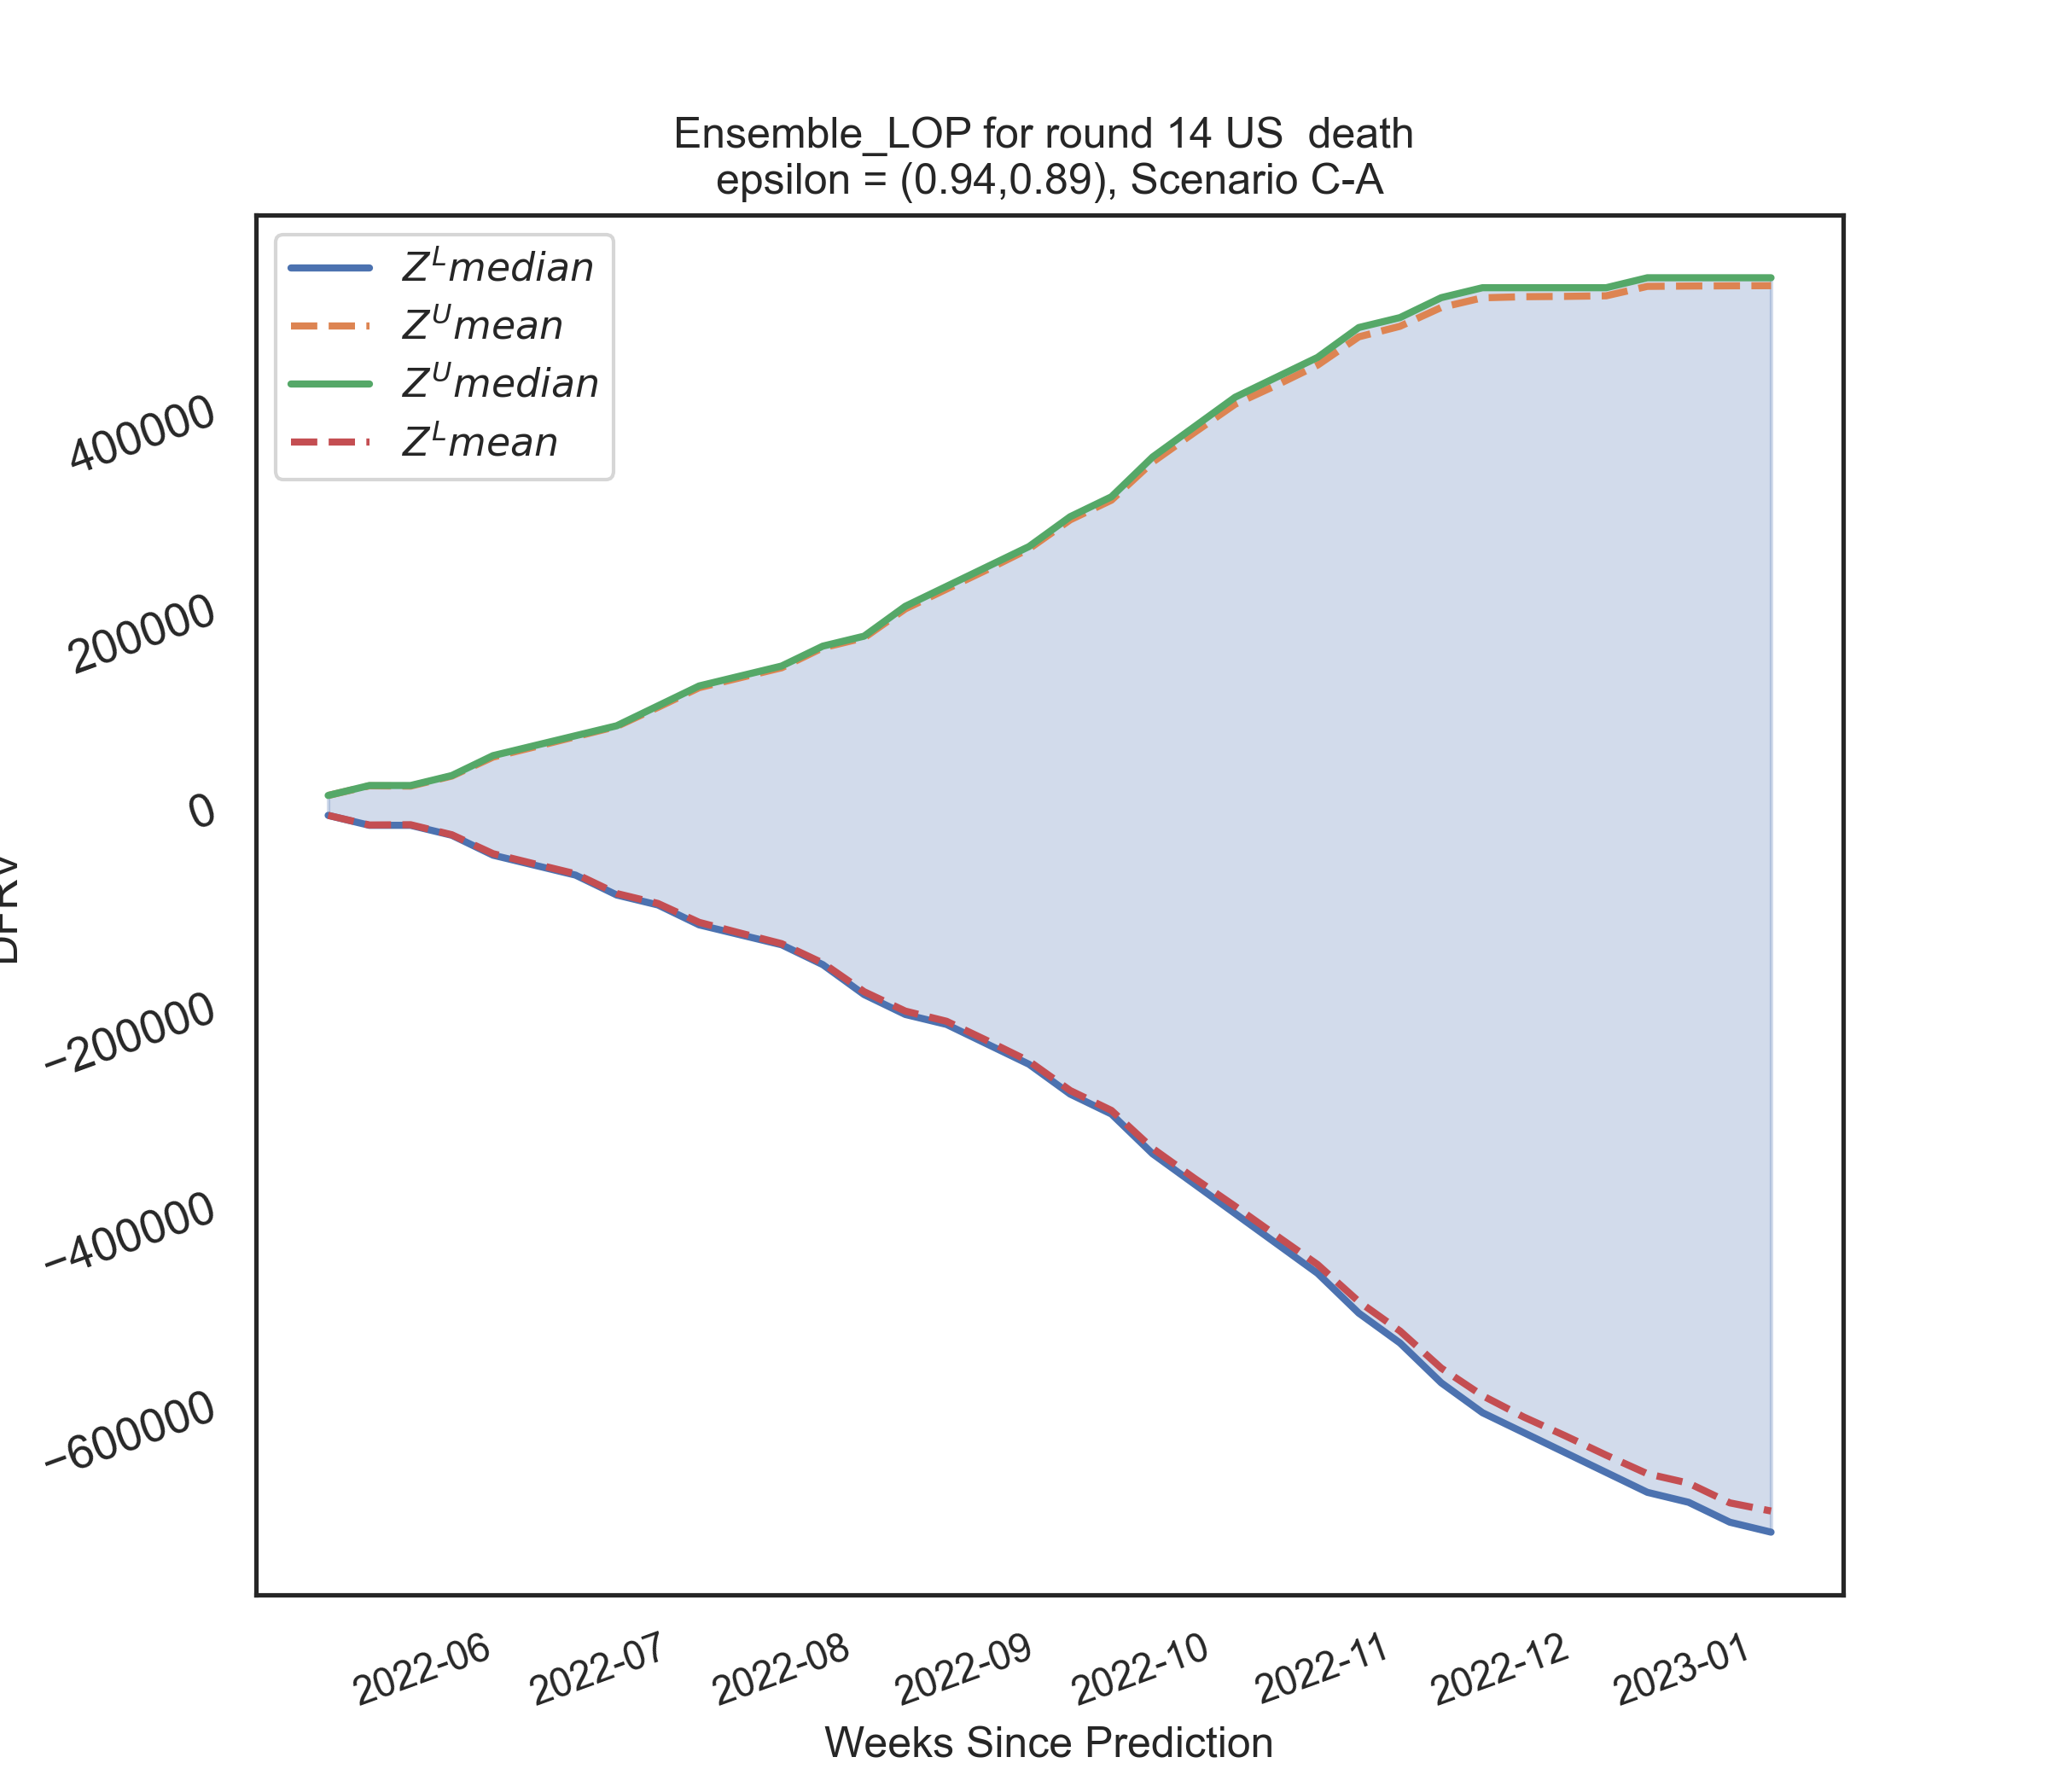 Ensemble_LOP for round 14 US  death
epsilon = (0.94,0.89), Scenario C-A
Z^L median
Z^U mean
Z^U median
Z^L mean
400000
200000
0
−200000
−400000
−600000
2022-06
2022-07
2022-08
2022-09
2022-10
2022-11
2022-12
2023-01
Weeks Since Prediction